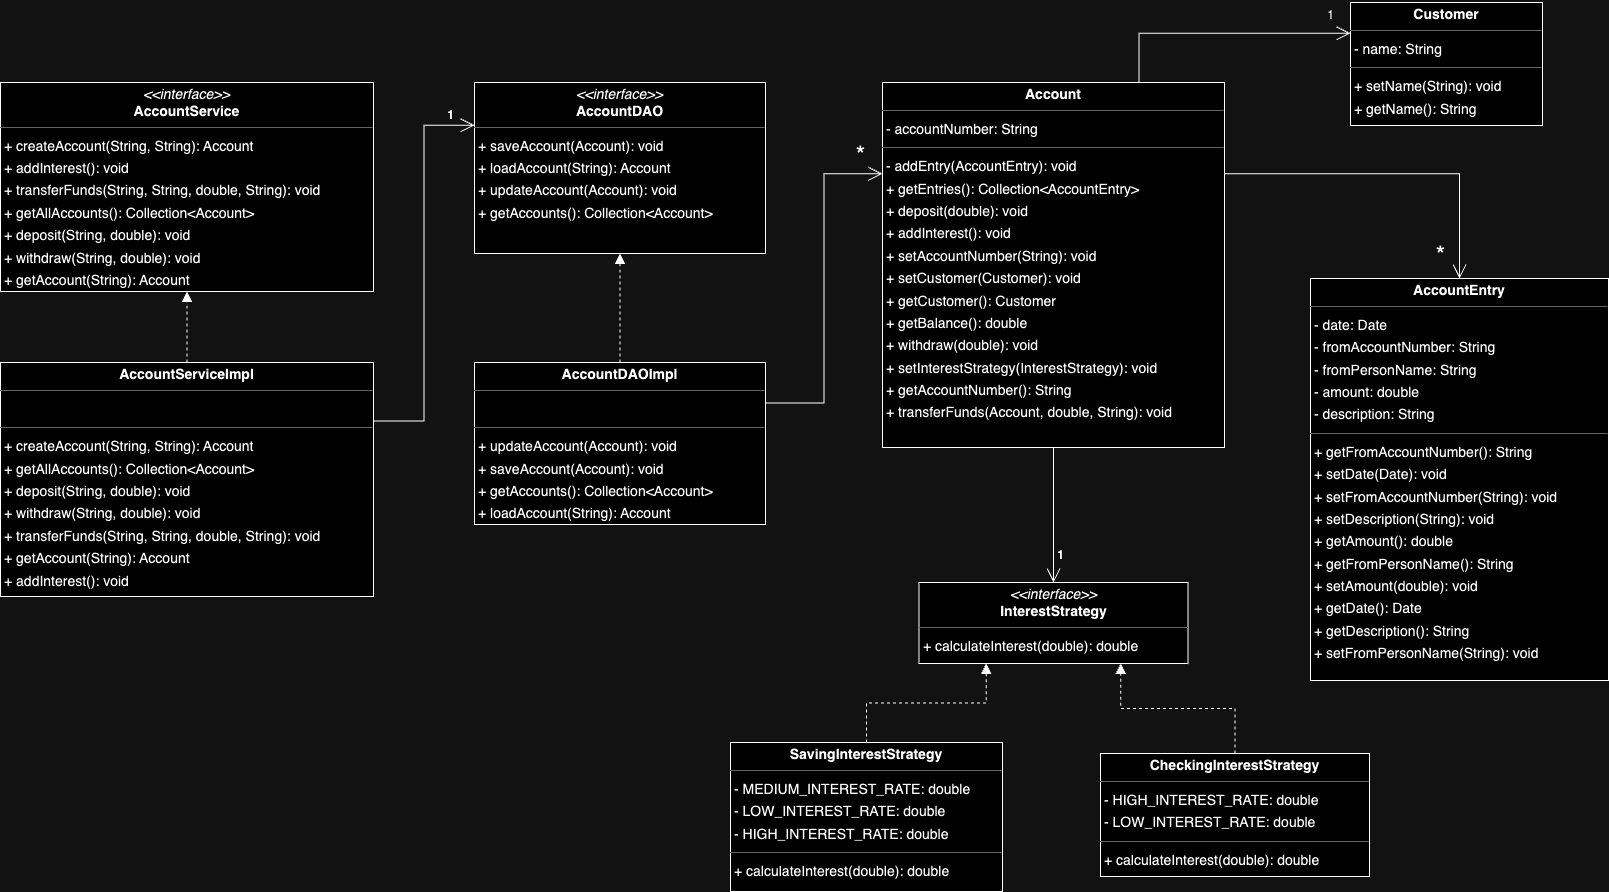 <<interface>>
AccountService
+ createAccount(String, String): Account
+ addInterest(): void
+ transferFunds(String, String, double, String): void
+ getAllAccounts(): Collection<Account>
+ deposit(String, double): void
+ withdraw(String, double): void
+ getAccount(String): Account
AccountServiceImpl
+ createAccount(String, String): Account
+ getAllAccounts(): Collection<Account>
+ deposit(String, double): void
+ withdraw(String, double): void
+ transferFunds(String, String, double, String): void
+ getAccount(String): Account
+ addInterest(): void
1
<<interface>>
AccountDAO
+ saveAccount(Account): void
+ loadAccount(String): Account
+ updateAccount(Account): void
+ getAccounts(): Collection<Account>
AccountDAOImpl
+ updateAccount(Account): void
+ saveAccount(Account): void
+ getAccounts(): Collection<Account>
+ loadAccount(String): Account
*
Account
- accountNumber: String
- addEntry(AccountEntry): void
+ getEntries(): Collection<AccountEntry>
+ deposit(double): void
+ addInterest(): void
+ setAccountNumber(String): void
+ setCustomer(Customer): void
+ getCustomer(): Customer
+ getBalance(): double
+ withdraw(double): void
+ setInterestStrategy(InterestStrategy): void
+ getAccountNumber(): String
+ transferFunds(Account, double, String): void
1
Customer
- name: String
+ setName(String): void
+ getName(): String
*
AccountEntry
- date: Date
- fromAccountNumber: String
- fromPersonName: String
- amount: double
- description: String
+ getFromAccountNumber(): String
+ setDate(Date): void
+ setFromAccountNumber(String): void
+ setDescription(String): void
+ getAmount(): double
+ getFromPersonName(): String
+ setAmount(double): void
+ getDate(): Date
+ getDescription(): String
+ setFromPersonName(String): void
1
<<interface>>
InterestStrategy
+ calculateInterest(double): double
SavingInterestStrategy
- MEDIUM_INTEREST_RATE: double
- LOW_INTEREST_RATE: double
- HIGH_INTEREST_RATE: double
+ calculateInterest(double): double
CheckingInterestStrategy
- HIGH_INTEREST_RATE: double
- LOW_INTEREST_RATE: double
+ calculateInterest(double): double